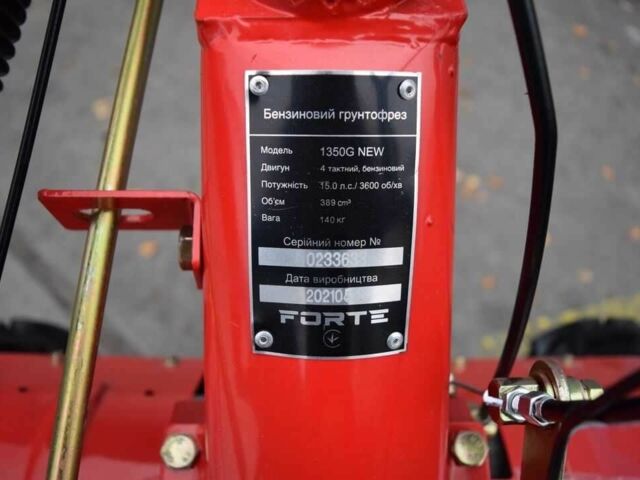 Бензиновий грунтофрез
Модель 1350G NEW
Двигун 4 тактний, бензиновий
Потужність 15.0 л.с./ 3600 об/хв
Об'єм 389 cm³
Вага 140 кг
Серійний номер №
Дата виробництва
FORTE